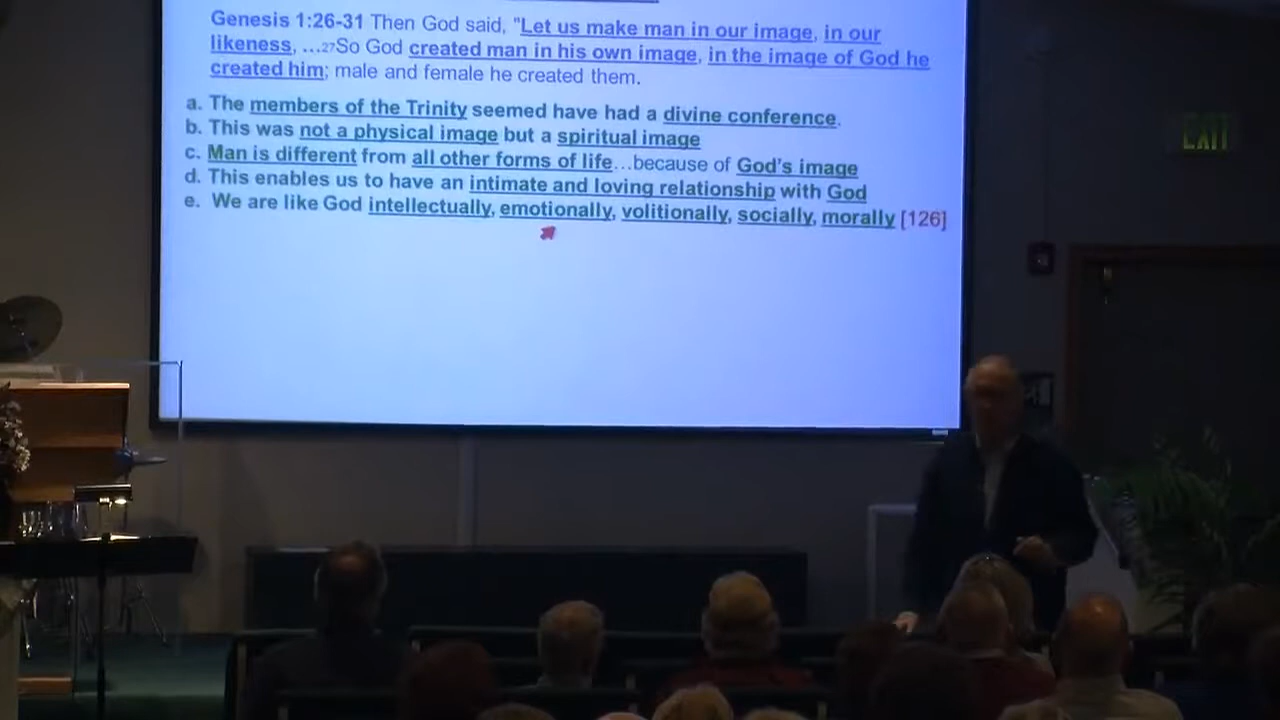 Genesis 1:26-31 Then God said, "Let us make man in our image, in our
likeness, ...27So God created man in his own image, in the image of God he
created him; male and female he created them.
a. The members of the Trinity seemed have had a divine conference.
b. This was not a physical image but a spiritual image
c. Man is different from all other forms of life...because of God's image
d. This enables us to have an intimate and loving relationship with God
e. We are like God intellectually, emotionally, volitionally, socially, morally [126]
EXIT